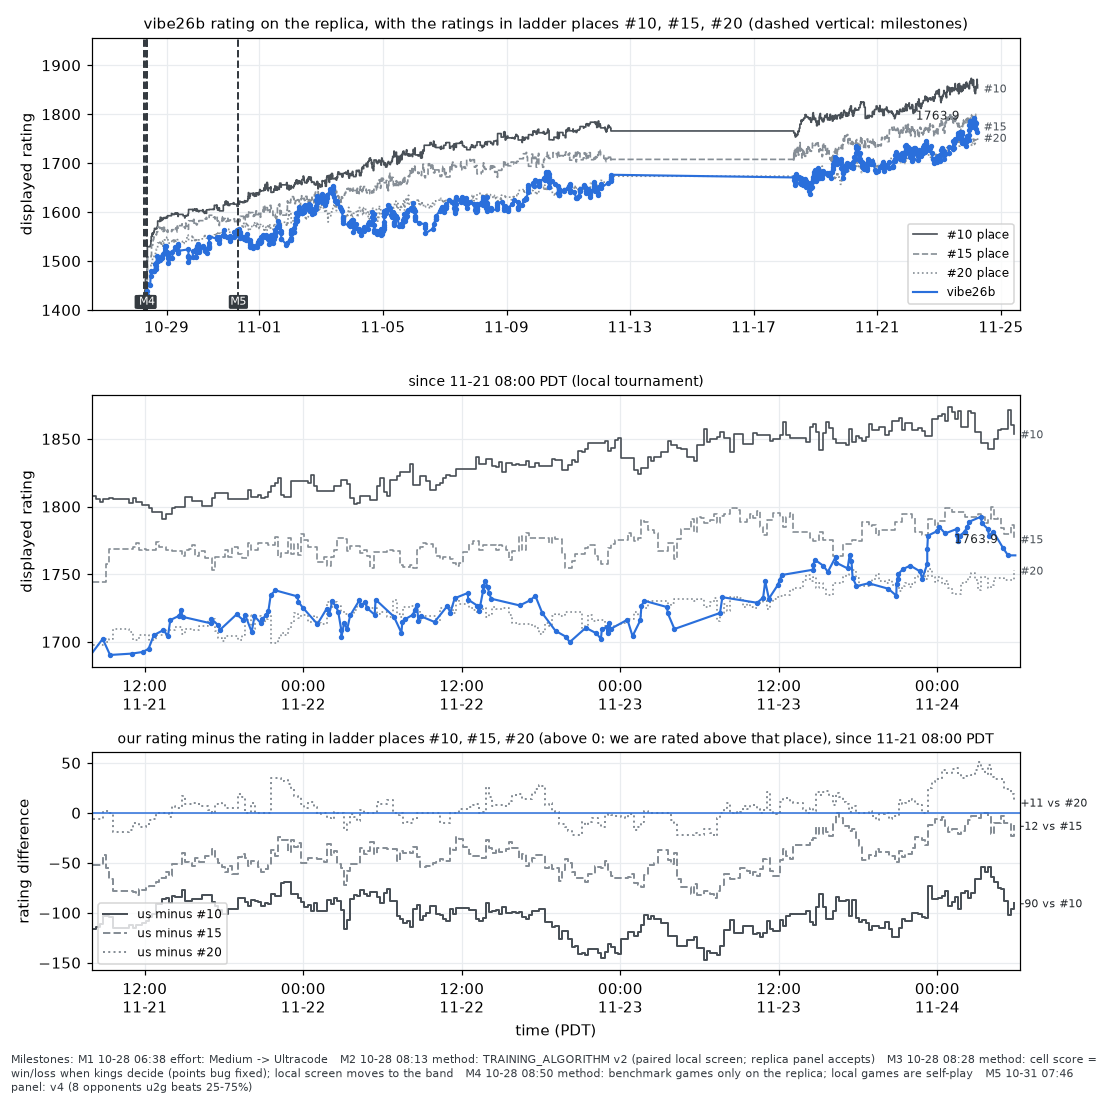 vibe26b rating on the replica, with the ratings in ladder places #10, #15, #20 (dashed vertical: milestones)
displayed rating
1900
1800
1700
1600
1500
1400
1763.9
#10
#15
#20
M4
M5
#10 place
#15 place
#20 place
vibe26b
10-29
11-01
11-05
11-09
11-13
11-17
11-21
11-25
since 11-21 08:00 PDT (local tournament)
displayed rating
1850
1800
1750
1700
#10
1763.9
#15
#20
12:00
11-21
00:00
11-22
12:00
11-22
00:00
11-23
12:00
11-23
00:00
11-24
our rating minus the rating in ladder places #10, #15, #20 (above 0: we are rated above that place), since 11-21 08:00 PDT
rating difference
50
0
−50
−100
−150
+11 vs #20
-12 vs #15
-90 vs #10
us minus #10
us minus #15
us minus #20
12:00
11-21
00:00
11-22
12:00
11-22
00:00
11-23
12:00
11-23
00:00
11-24
time (PDT)
Milestones: M1 10-28 06:38 effort: Medium -> Ultracode M2 10-28 08:13 method: TRAINING_ALGORITHM v2 (paired local screen; replica panel accepts) M3 10-28 08:28 method: cell score =
win/loss when kings decide (points bug fixed); local screen moves to the band M4 10-28 08:50 method: benchmark games only on the replica; local games are self-play M5 10-31 07:46
panel: v4 (8 opponents u2g beats 25-75%)